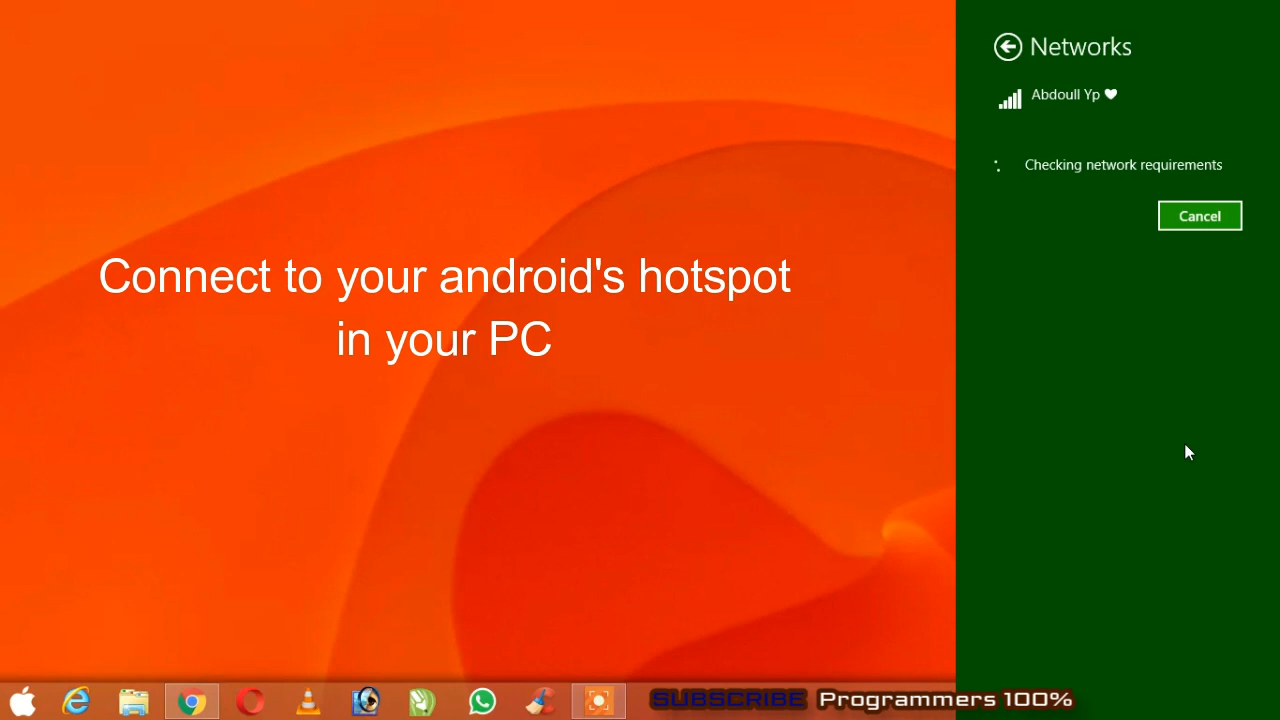 Networks
Abdoull Yp ❤
Checking network requirements
Cancel
Connect to your android's hotspot
in your PC
SUBSCRIBE Programmers 100%